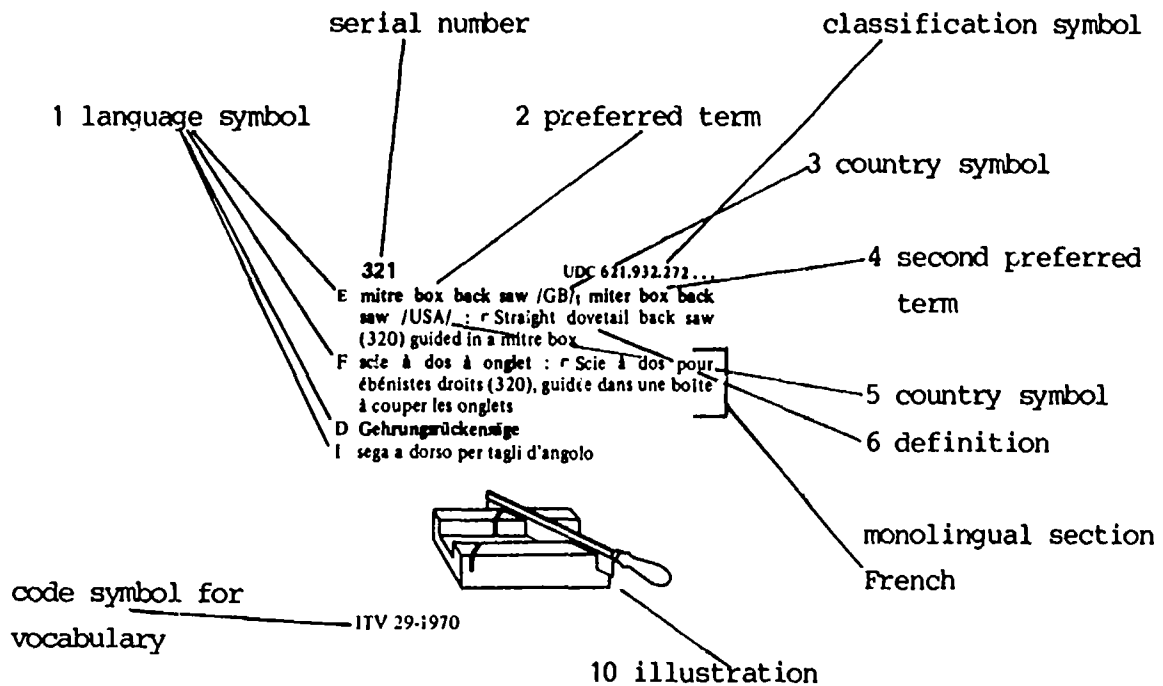 serial number
classification symbol
1 language symbol
2 preferred term
3 country symbol
321
UDC 621.932.272 ...
4 second preferred
term
E mitre box back saw /GB/; miter box back
saw /USA/ : ⌜ Straight dovetail back saw
(320) guided in a mitre box
F scie à dos à onglet : ⌜ Scie à dos pour
ébénistes droits (320), guidée dans une boîte
à couper les onglets
D Gehrungsrückensäge
I sega a dorso per tagli d'angolo
5 country symbol
6 definition
monolingual section
French
code symbol for
vocabulary
ITV 29-1970
10 illustration